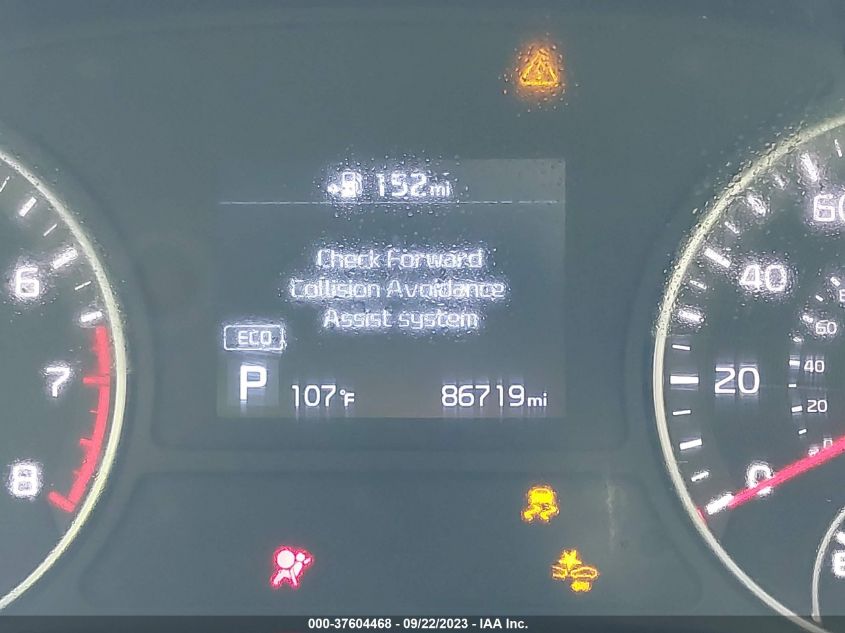 152mi
Check Forward
Collision Avoidance
Assist system
ECO
P 107°F 86719mi
6
7
8
60
40
20
0
60
40
20
000-37604468 - 09/22/2023 - IAA Inc.